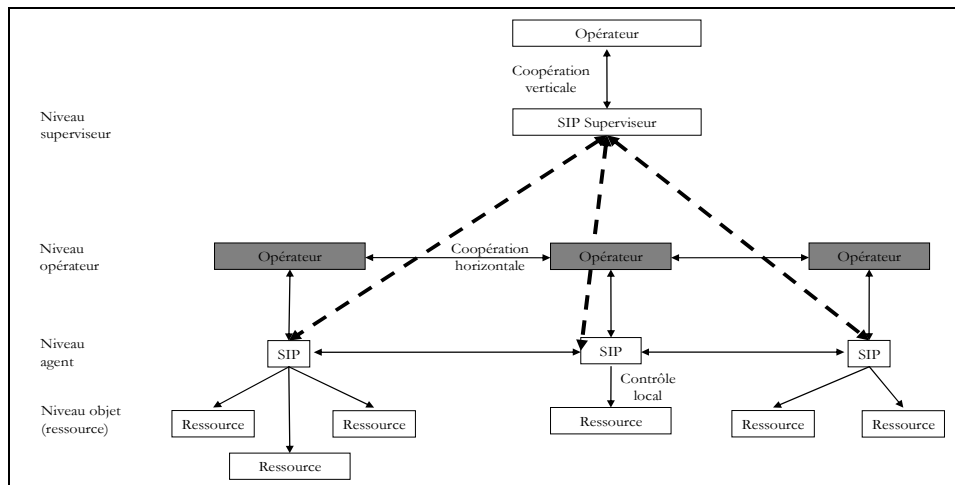 Opérateur
Coopération
verticale
Niveau
superviseur
SIP Superviseur
Niveau
opérateur
Opérateur
Coopération
horizontale
Opérateur
Opérateur
Niveau
agent
SIP
SIP
SIP
Contrôle
local
Niveau objet
(ressource)
Ressource
Ressource
Ressource
Ressource
Ressource
Ressource